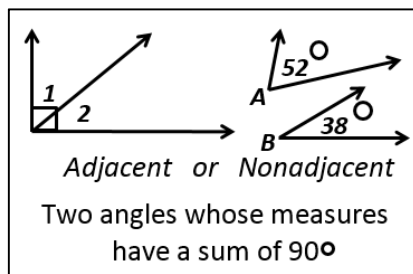 1
2
52°
A
38°
B
Adjacent or Nonadjacent
Two angles whose measures
have a sum of 90°